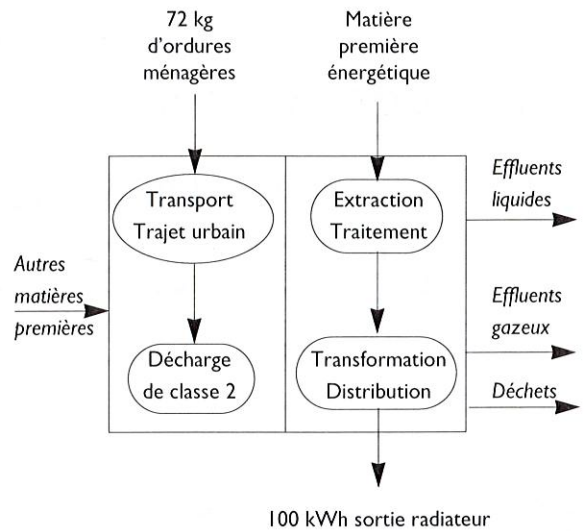 72 kg
d'ordures
ménagères
Matière
première
énergétique
Transport
Trajet urbain
Extraction
Traitement
Effluents
liquides
Autres
matières
premières
Décharge
de classe 2
Transformation
Distribution
Effluents
gazeux
Déchets
100 kWh sortie radiateur